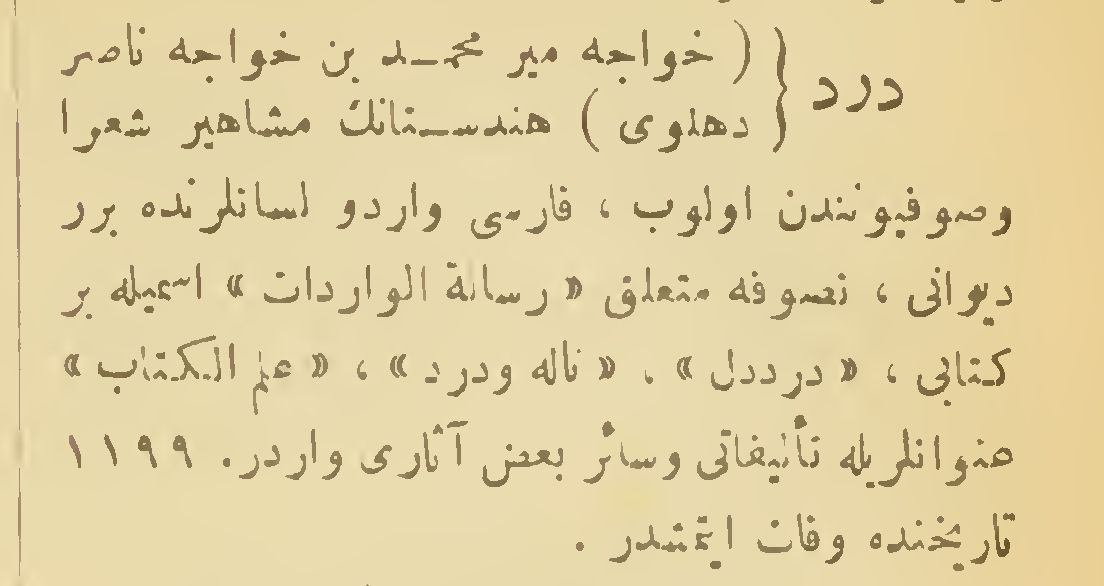 درد { ( خواجه میر محمد بن خواجه ناصر
دهلوی ) هندستانك مشاهیر شعرا
وصوفیوندن اولوب ، فارسی واردو لسانلرنده برر
دیوانی ، تصوفه متعلق « رسالة الواردات » اسمیله بر
کتابی ، « درددل » ، « ناله ودرد » ، « علم الکتاب »
عنوانلریله تألیفاتی وسائر بعض آثاری واردر. ١١٩٩
تاریخنده وفات ایتمشدر .